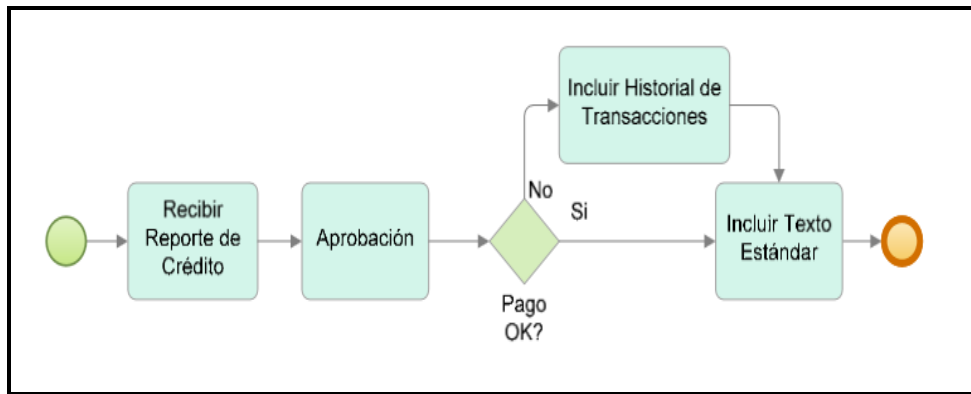 Recibir
Reporte de
Crédito
Aprobación
Pago
OK?
No
Si
Incluir Historial de
Transacciones
Incluir Texto
Estándar